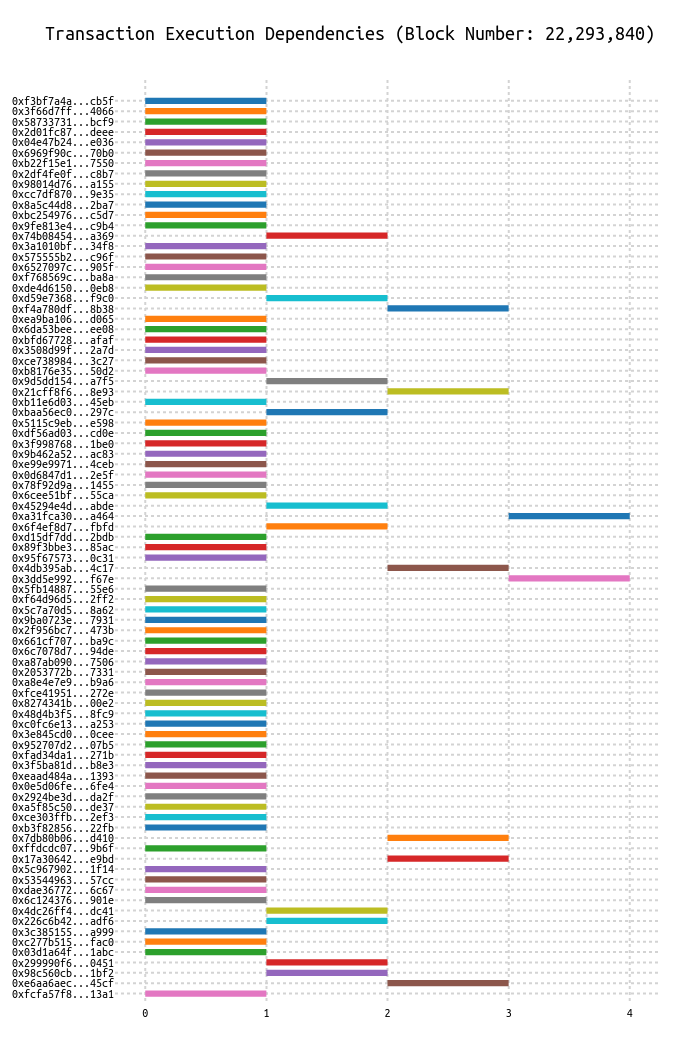 Transaction Execution Dependencies (Block Number: 22,293,840)
0xf3bf7a4a...cb5f
0x3f66d7ff...4066
0x58733731...bcf9
0x2d01fc87...deee
0x04e47b24...e036
0x6969f90c...70b0
0xb22f15e1...7550
0x2df4fe0f...c8b7
0x98014d76...a155
0xcc7df870...9e35
0x8a5c44d8...2ba7
0xbc254976...c5d7
0x9fe813e4...c9b4
0x74b08454...a369
0x3a1010bf...34f8
0x575555b2...c96f
0x6527097c...905f
0xf768569c...ba8a
0xde4d6150...0eb8
0xd59e7368...f9c0
0xf4a780df...8b38
0xea9ba106...d065
0x6da53bee...ee08
0xbfd67728...afaf
0x3508d99f...2a7d
0xce738984...3c27
0xb8176e35...50d2
0x9d5dd154...a7f5
0x21cff8f6...8e93
0xb11e6d03...45eb
0xbaa56ec0...297c
0x5115c9eb...e598
0xdf56ad03...cd0e
0x3f998768...1be0
0x9b462a52...ac83
0xe99e9971...4ceb
0x0d6847d1...2e5f
0x78f92d9a...1455
0x6cee51bf...55ca
0x45294e4d...abde
0xa31fca30...a464
0x6f4ef8d7...fbfd
0xd15df7dd...2bdb
0x89f3bbe3...85ac
0x95f67573...0c31
0x4db395ab...4c17
0x3dd5e992...f67e
0x5fb14887...55e6
0xf64d96d5...2ff2
0x5c7a70d5...8a62
0x9ba0723e...7931
0x2f956bc7...473b
0x661cf707...ba9c
0x6c7078d7...94de
0xa87ab090...7506
0x2053772b...7331
0xa8e4e7e9...b9a6
0xfce41951...272e
0x8274341b...00e2
0x48d4b3f5...8fc9
0xc0fc6e13...a253
0x3e845cd0...0cee
0x952707d2...07b5
0xfad34da1...271b
0x3f5ba81d...b8e3
0xeaad484a...1393
0x0e5d06fe...6fe4
0x2924be3d...da2f
0xa5f85c50...de37
0xce303ffb...2ef3
0xb3f82856...22fb
0x7db80b06...d410
0xffdcdc07...9b6f
0x17a30642...e9bd
0x5c967902...1f14
0x53544963...57cc
0xdae36772...6c67
0x6c124376...901e
0x4dc26ff4...dc41
0x226c6b42...adf6
0x3c385155...a999
0xc277b515...fac0
0x03d1a64f...1abc
0x299990f6...0451
0x98c560cb...1bf2
0xe6aa6aec...45cf
0xfcfa57f8...13a1
0 1 2 3 4